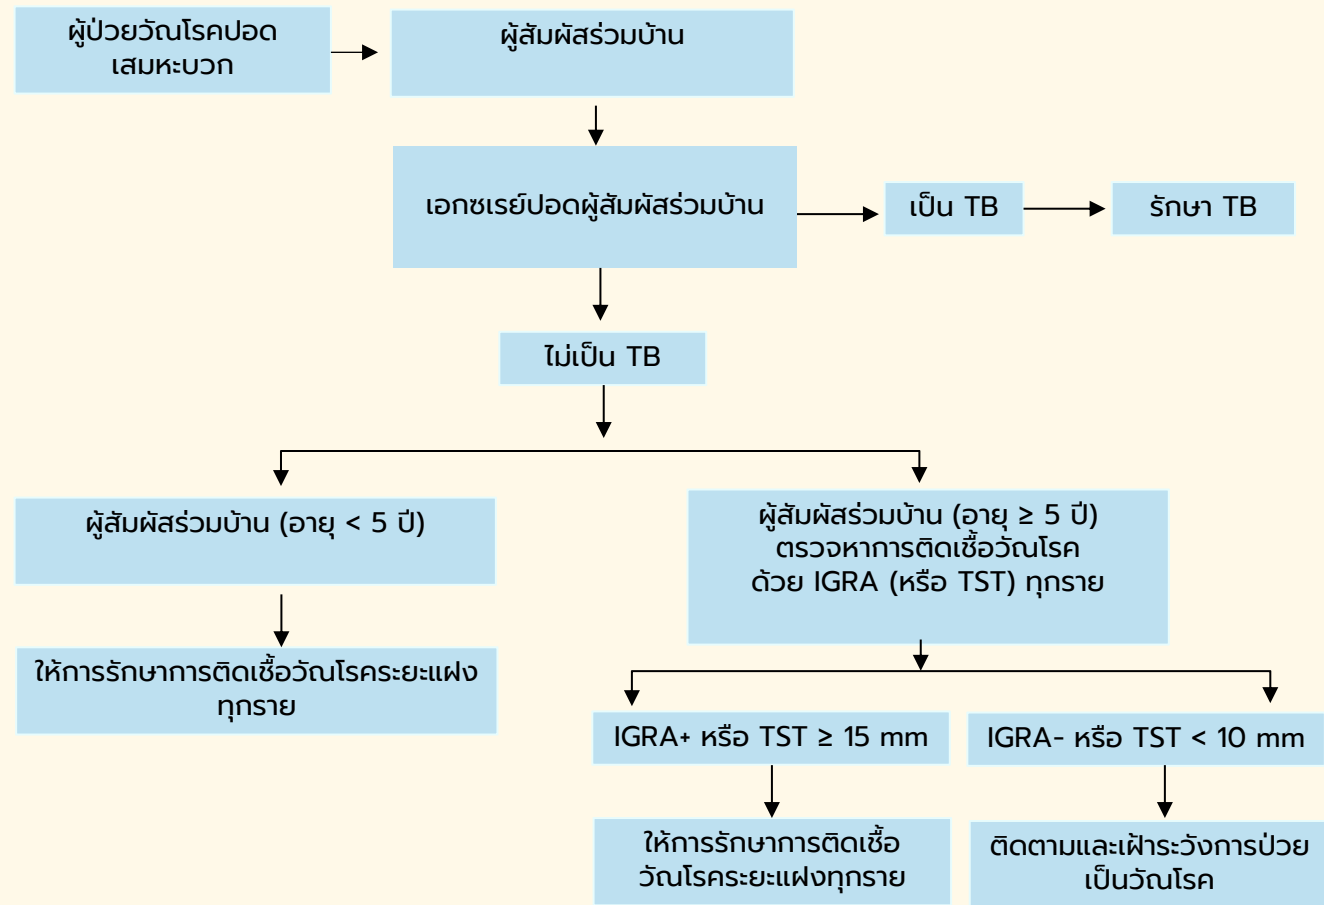 ผู้ป่วยวัณโรคปอด
เสมหะบวก
ผู้สัมผัสร่วมบ้าน
เอกซเรย์ปอดผู้สัมผัสร่วมบ้าน
เป็น TB
รักษา TB
ไม่เป็น TB
ผู้สัมผัสร่วมบ้าน (อายุ < 5 ปี)
ให้การรักษาการติดเชื้อวัณโรคระยะแฝง
ทุกราย
ผู้สัมผัสร่วมบ้าน (อายุ ≥ 5 ปี)
ตรวจหาการติดเชื้อวัณโรค
ด้วย IGRA (หรือ TST) ทุกราย
IGRA+ หรือ TST ≥ 15 mm
IGRA- หรือ TST < 10 mm
ให้การรักษาการติดเชื้อ
วัณโรคระยะแฝงทุกราย
ติดตามและเฝ้าระวังการป่วย
เป็นวัณโรค